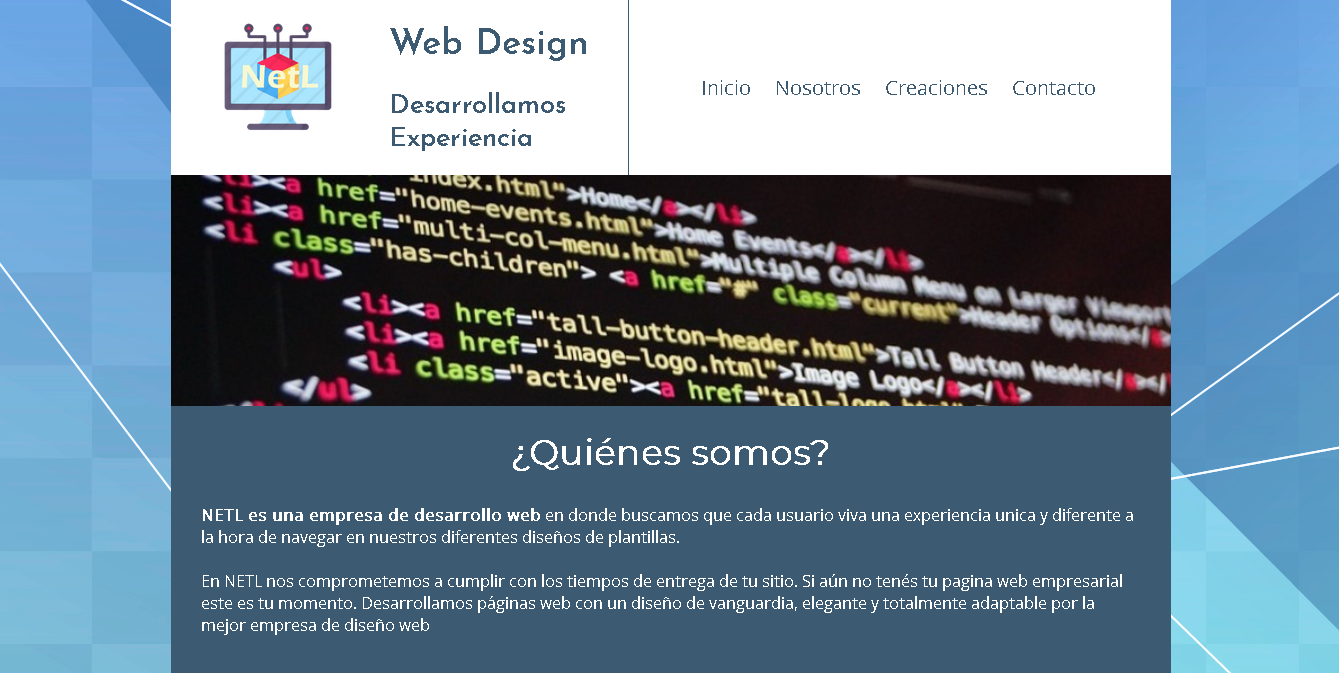 NetL
Web Design
Desarrollamos
Experiencia
Inicio Nosotros Creaciones Contacto
index.html">Home</a></li>
<li><a href="home-events.html">Home Events</a></li>
<li><a href="multi-col-menu.html">Multiple Column Menu on Larger Viewport
<li class="has-children"> <a href="#" class="current">Header Options</a>
<ul>
<li><a href="tall-button-header.html">Tall Button Header</a></
<li><a href="image-logo.html">Image Logo</a></li>
<li class="active"><a href="tall-logo.html">
</ul>
¿Quiénes somos?
NETL es una empresa de desarrollo web en donde buscamos que cada usuario viva una experiencia unica y diferente a
la hora de navegar en nuestros diferentes diseños de plantillas.
En NETL nos comprometemos a cumplir con los tiempos de entrega de tu sitio. Si aún no tenés tu pagina web empresarial
este es tu momento. Desarrollamos páginas web con un diseño de vanguardia, elegante y totalmente adaptable por la
mejor empresa de diseño web